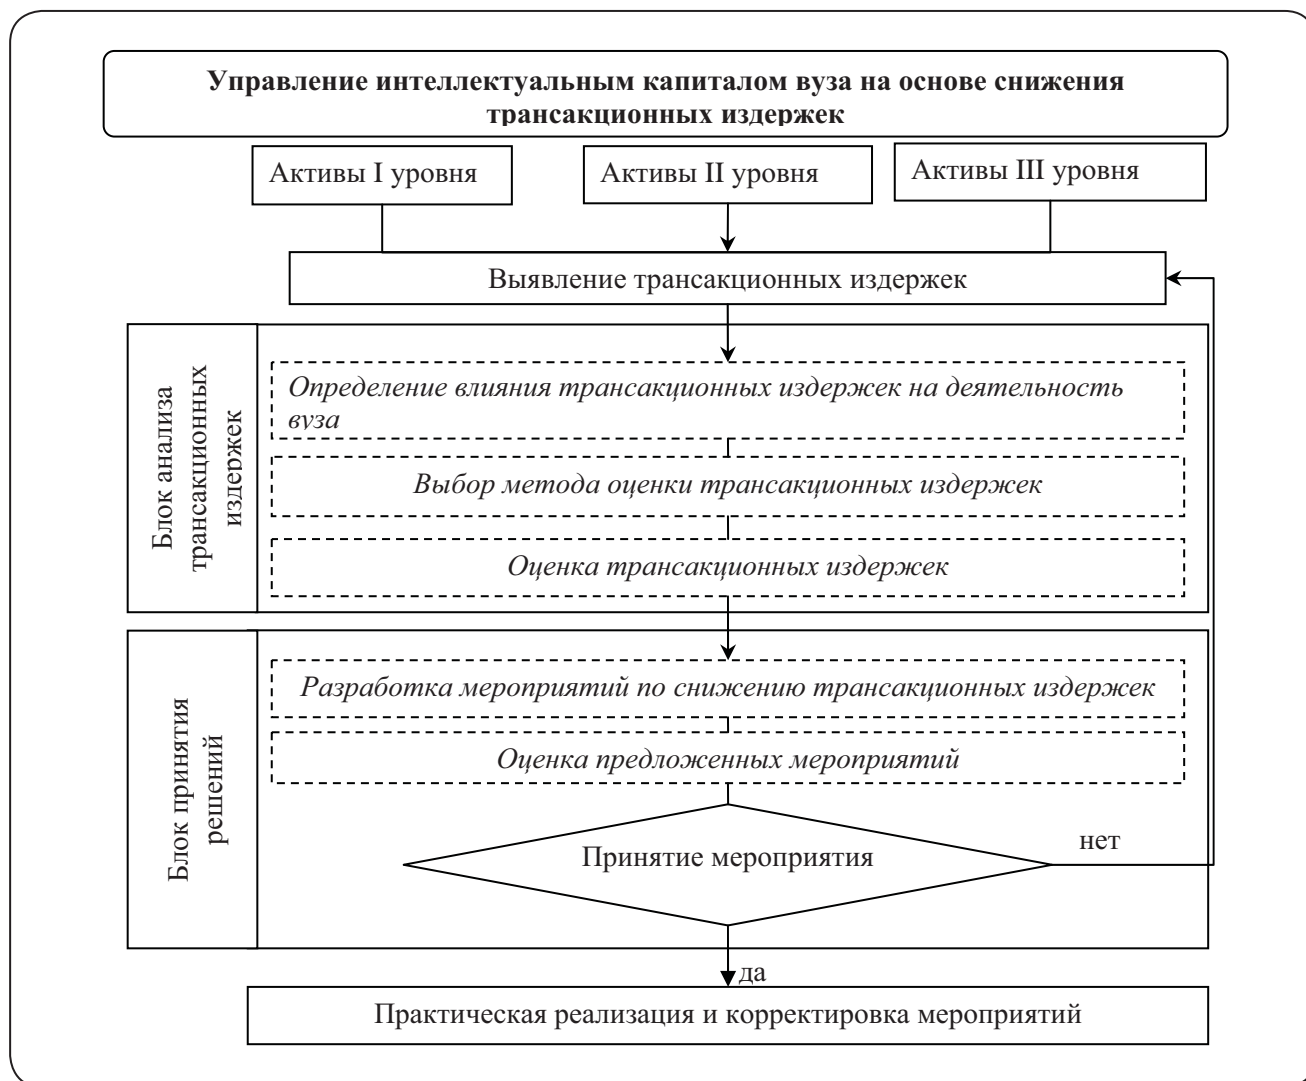 Управление интеллектуальным капиталом вуза на основе снижения
трансакционных издержек
Активы I уровня
Активы II уровня
Активы III уровня
Выявление трансакционных издержек
Блок анализа
трансакционных
издержек
Определение влияния трансакционных издержек на деятельность
вуза
Выбор метода оценки трансакционных издержек
Оценка трансакционных издержек
Блок принятия
решений
Разработка мероприятий по снижению трансакционных издержек
Оценка предложенных мероприятий
Принятие мероприятия
нет
да
Практическая реализация и корректировка мероприятий